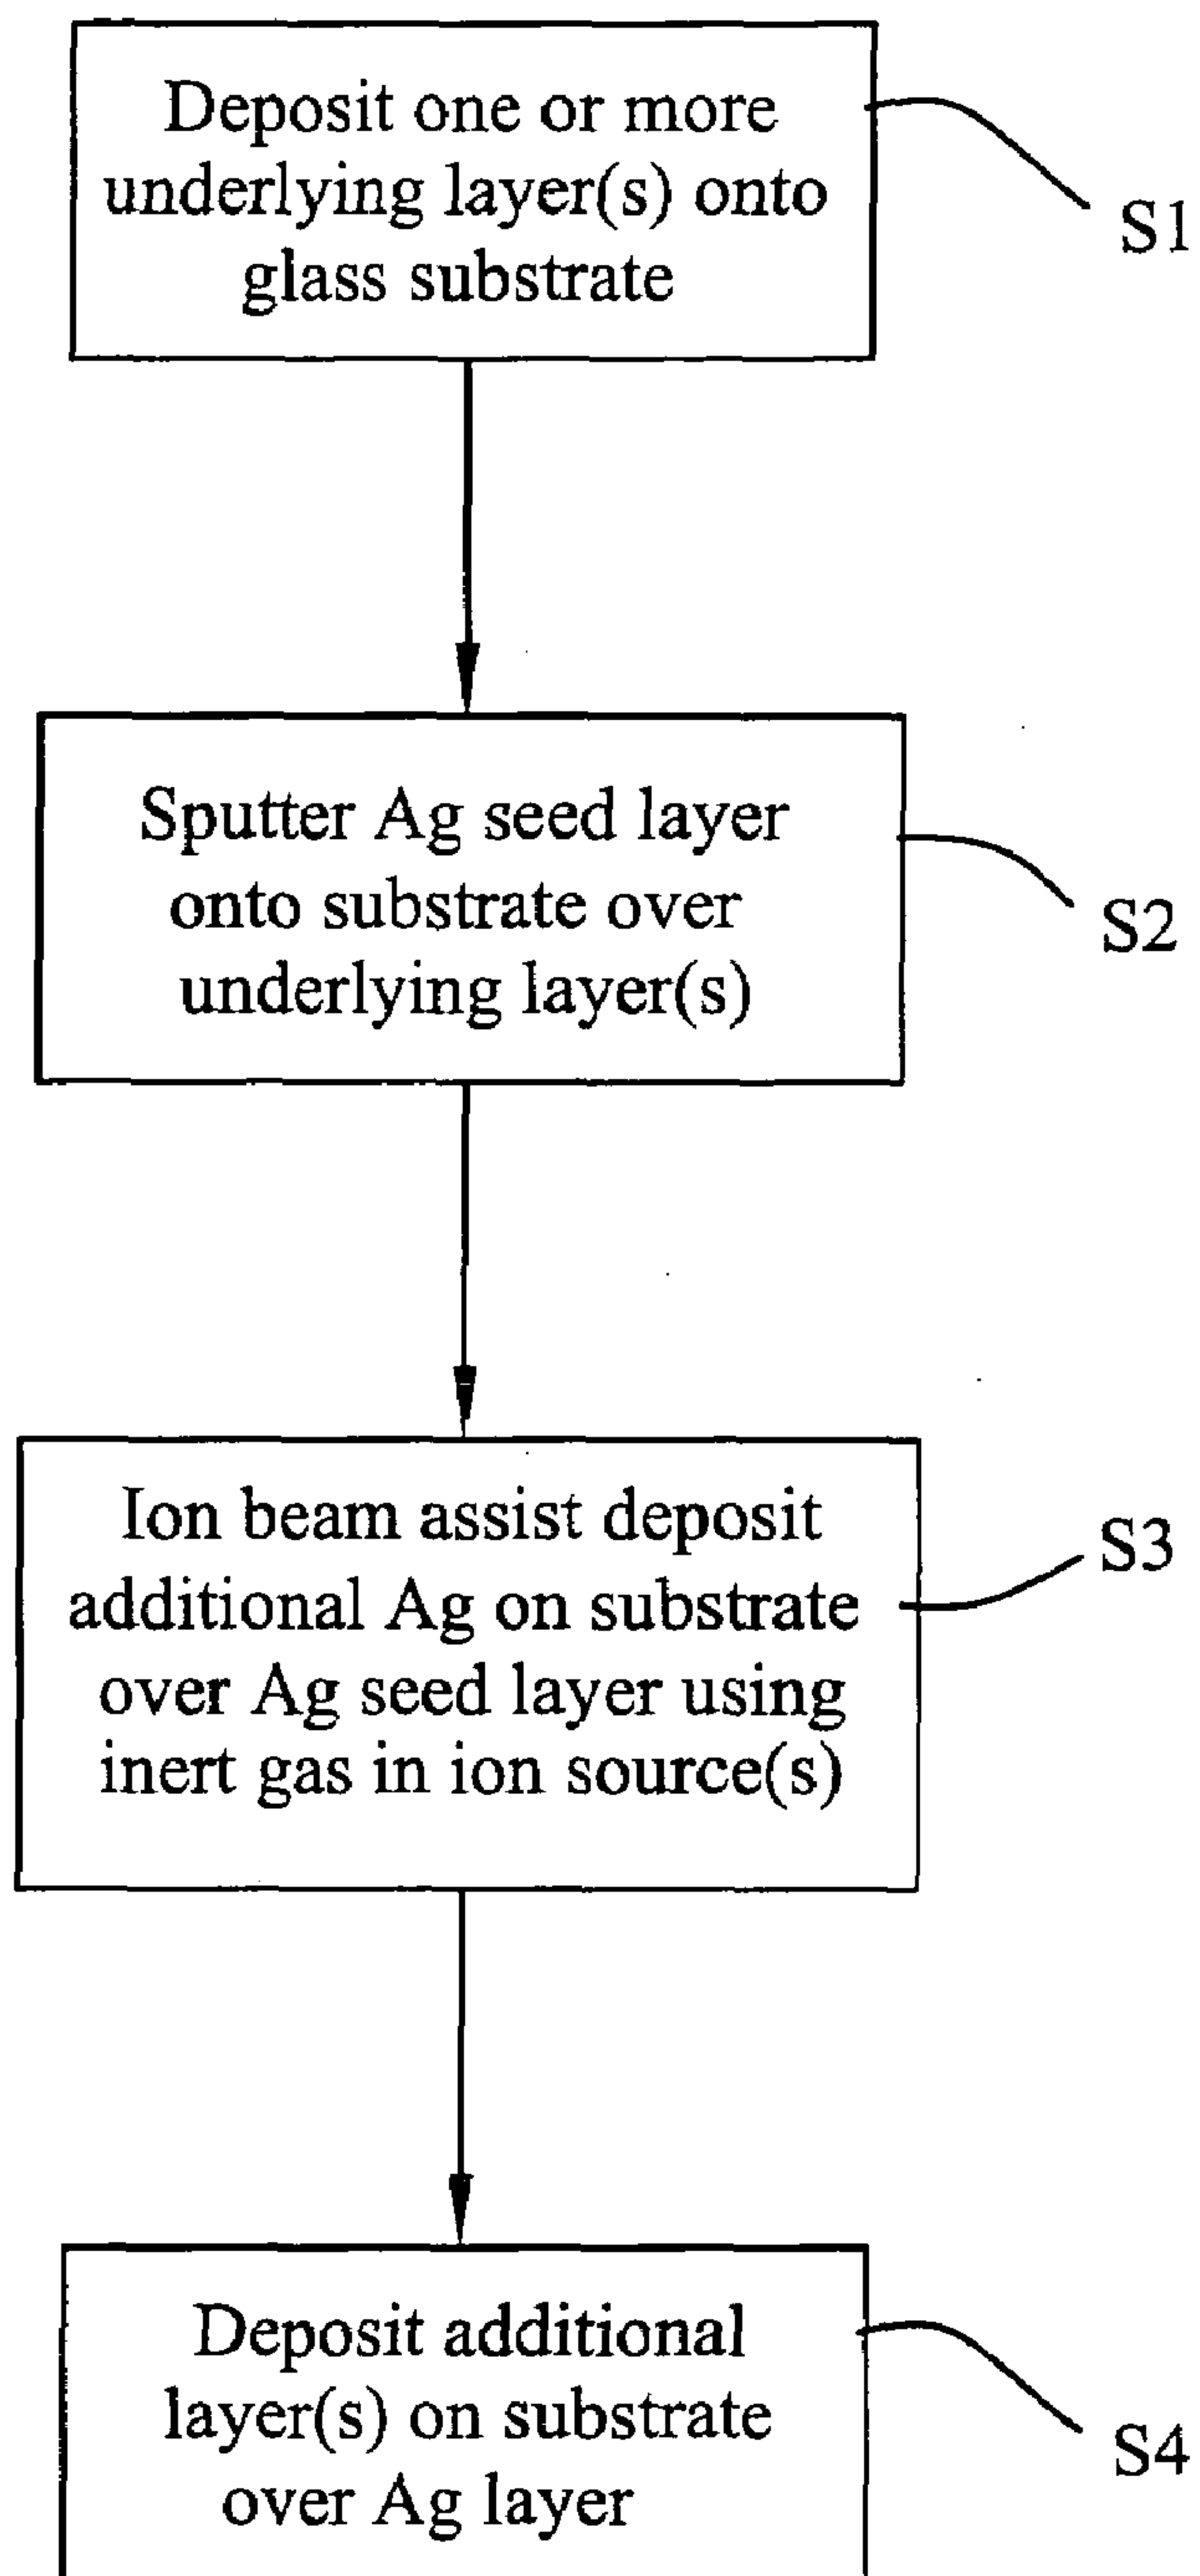 Deposit one or more
underlying layer(s) onto
glass substrate
S1
Sputter Ag seed layer
onto substrate over
underlying layer(s)
S2
Ion beam assist deposit
additional Ag on substrate
over Ag seed layer using
inert gas in ion source(s)
S3
Deposit additional
layer(s) on substrate
over Ag layer
S4